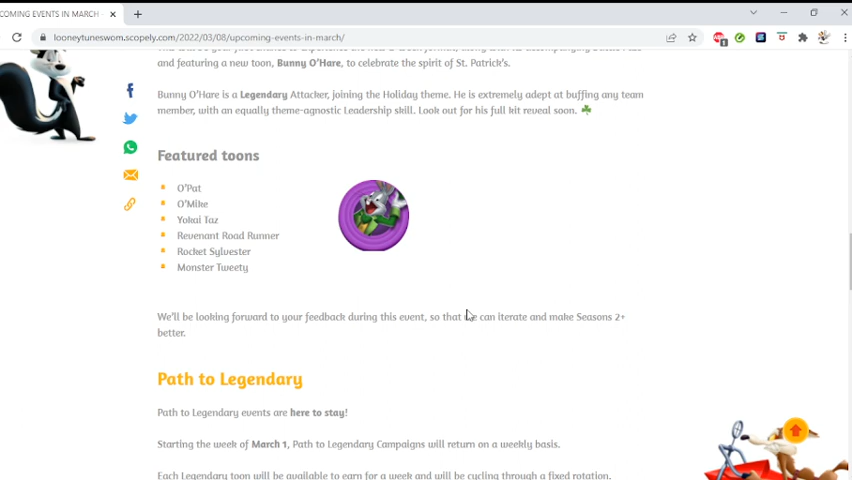 COMING EVENTS IN MARCH -
looneytuneswom.scopely.com/2022/03/08/upcoming-events-in-march/
and featuring a new toon, Bunny O'Hare, to celebrate the spirit of St. Patrick's.
Bunny O'Hare is a Legendary Attacker, joining the Holiday theme. He is extremely adept at buffing any team
member, with an equally theme-agnostic Leadership skill. Look out for his full kit reveal soon. ☘
Featured toons
O'Pat
O'Mike
Yokai Taz
Revenant Road Runner
Rocket Sylvester
Monster Tweety
We'll be looking forward to your feedback during this event, so that we can iterate and make Seasons 2+
better.
Path to Legendary
Path to Legendary events are here to stay!
Starting the week of March 1, Path to Legendary Campaigns will return on a weekly basis.
Each Legendary toon will be available to earn for a week and will be cycling through a fixed rotation.